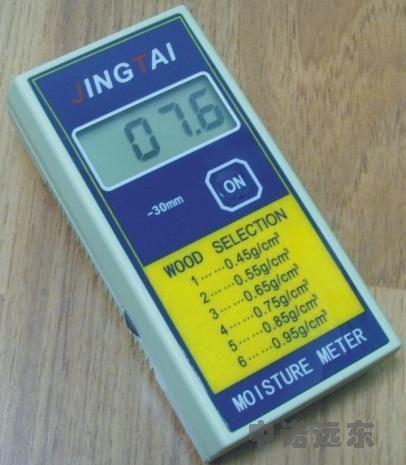 JINGTAI
07.6
ON
-30mm
WOOD SELECTION
1……0.45g/cm³
2……0.55g/cm³
3……0.65g/cm³
4……0.75g/cm³
5……0.85g/cm³
6……0.95g/cm³
MOISTURE METER
中诺远东